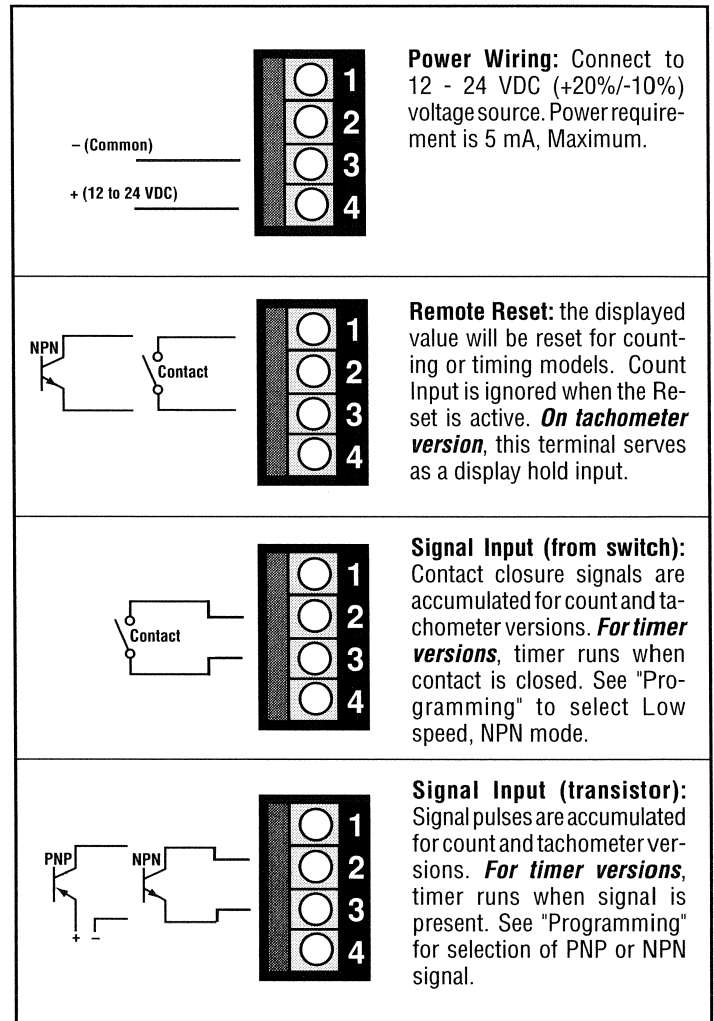 – (Common)
+ (12 to 24 VDC)
1
2
3
4
Power Wiring: Connect to
12 - 24 VDC (+20%/-10%)
voltage source. Power require-
ment is 5 mA, Maximum.
NPN
Contact
1
2
3
4
Remote Reset: the displayed
value will be reset for count-
ing or timing models. Count
Input is ignored when the Re-
set is active. On tachometer
version, this terminal serves
as a display hold input.
Contact
1
2
3
4
Signal Input (from switch):
Contact closure signals are
accumulated for count and ta-
chometer versions. For timer
versions, timer runs when
contact is closed. See "Pro-
gramming" to select Low
speed, NPN mode.
PNP
NPN
+ –
1
2
3
4
Signal Input (transistor):
Signal pulses are accumulated
for count and tachometer ver-
sions. For timer versions,
timer runs when signal is
present. See "Programming"
for selection of PNP or NPN
signal.